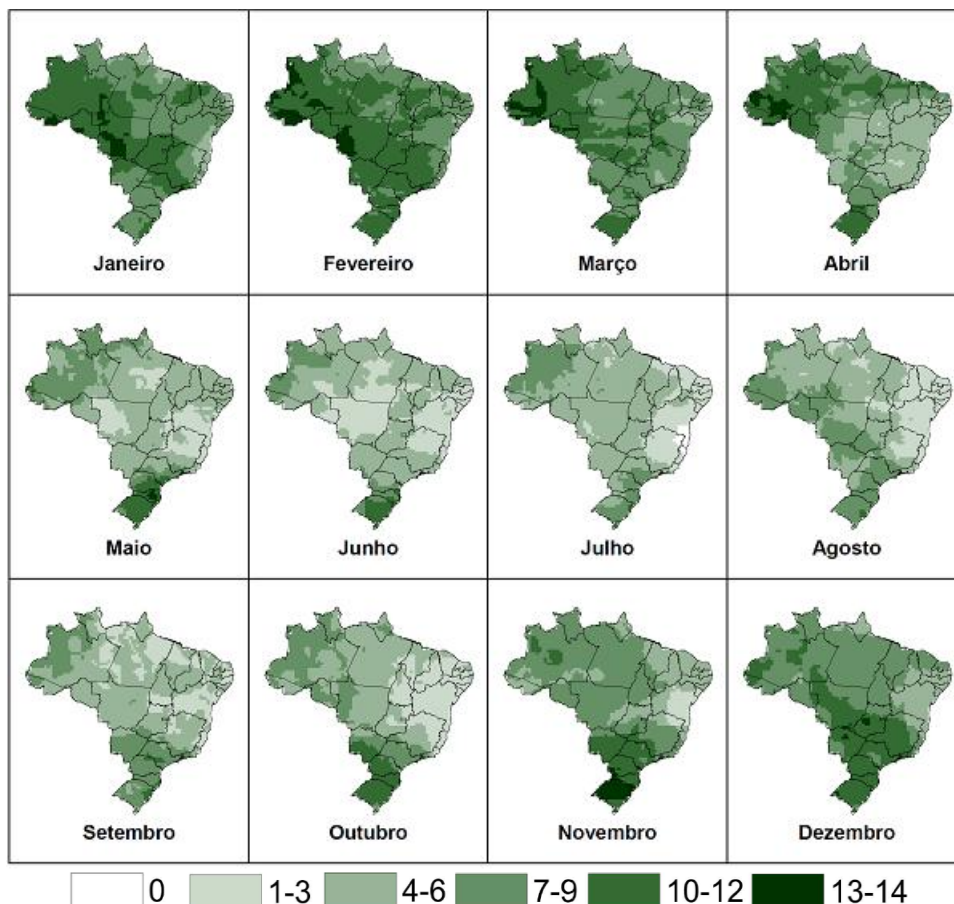 Janeiro Fevereiro Março Abril
Maio Junho Julho Agosto
Setembro Outubro Novembro Dezembro
0 1-3 4-6 7-9 10-12 13-14